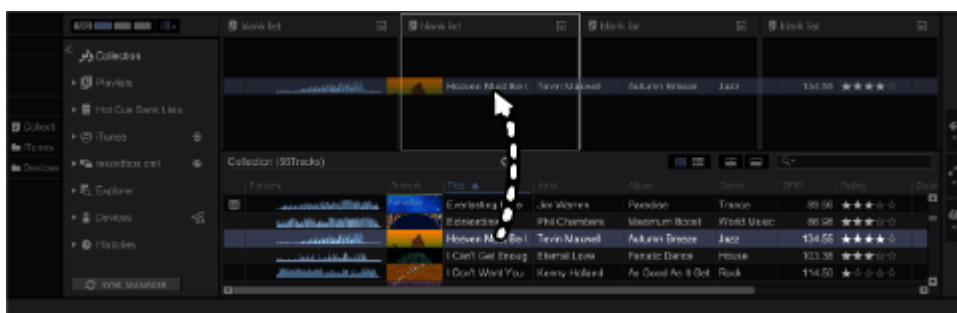 blank list
blank list
blank list
blank list
Collection
Playlists
Hot Cue Bank Lists
iTunes
rekordbox xml
Explorer
Devices
Histories
SYNC MANAGER
Collect
iTunes
Devices
Heaven Must Be I Tevin Maxwell Autumn Breeze Jazz 134.55
Collection (55Tracks)
Preview Artwork Title Artist Album Genre BPM Rating
Everlasting Jim Warren Paradise Trance
Phil Chambers Maximum Boost World Music
Heaven Be I Tevin Maxwell Autumn Breeze Jazz 134.55
I Can't Get Enoug Eternal Love Fanatic Dance House 103.38
I Don't Want You Kenny Holland As Good As It Get Rock 114.50